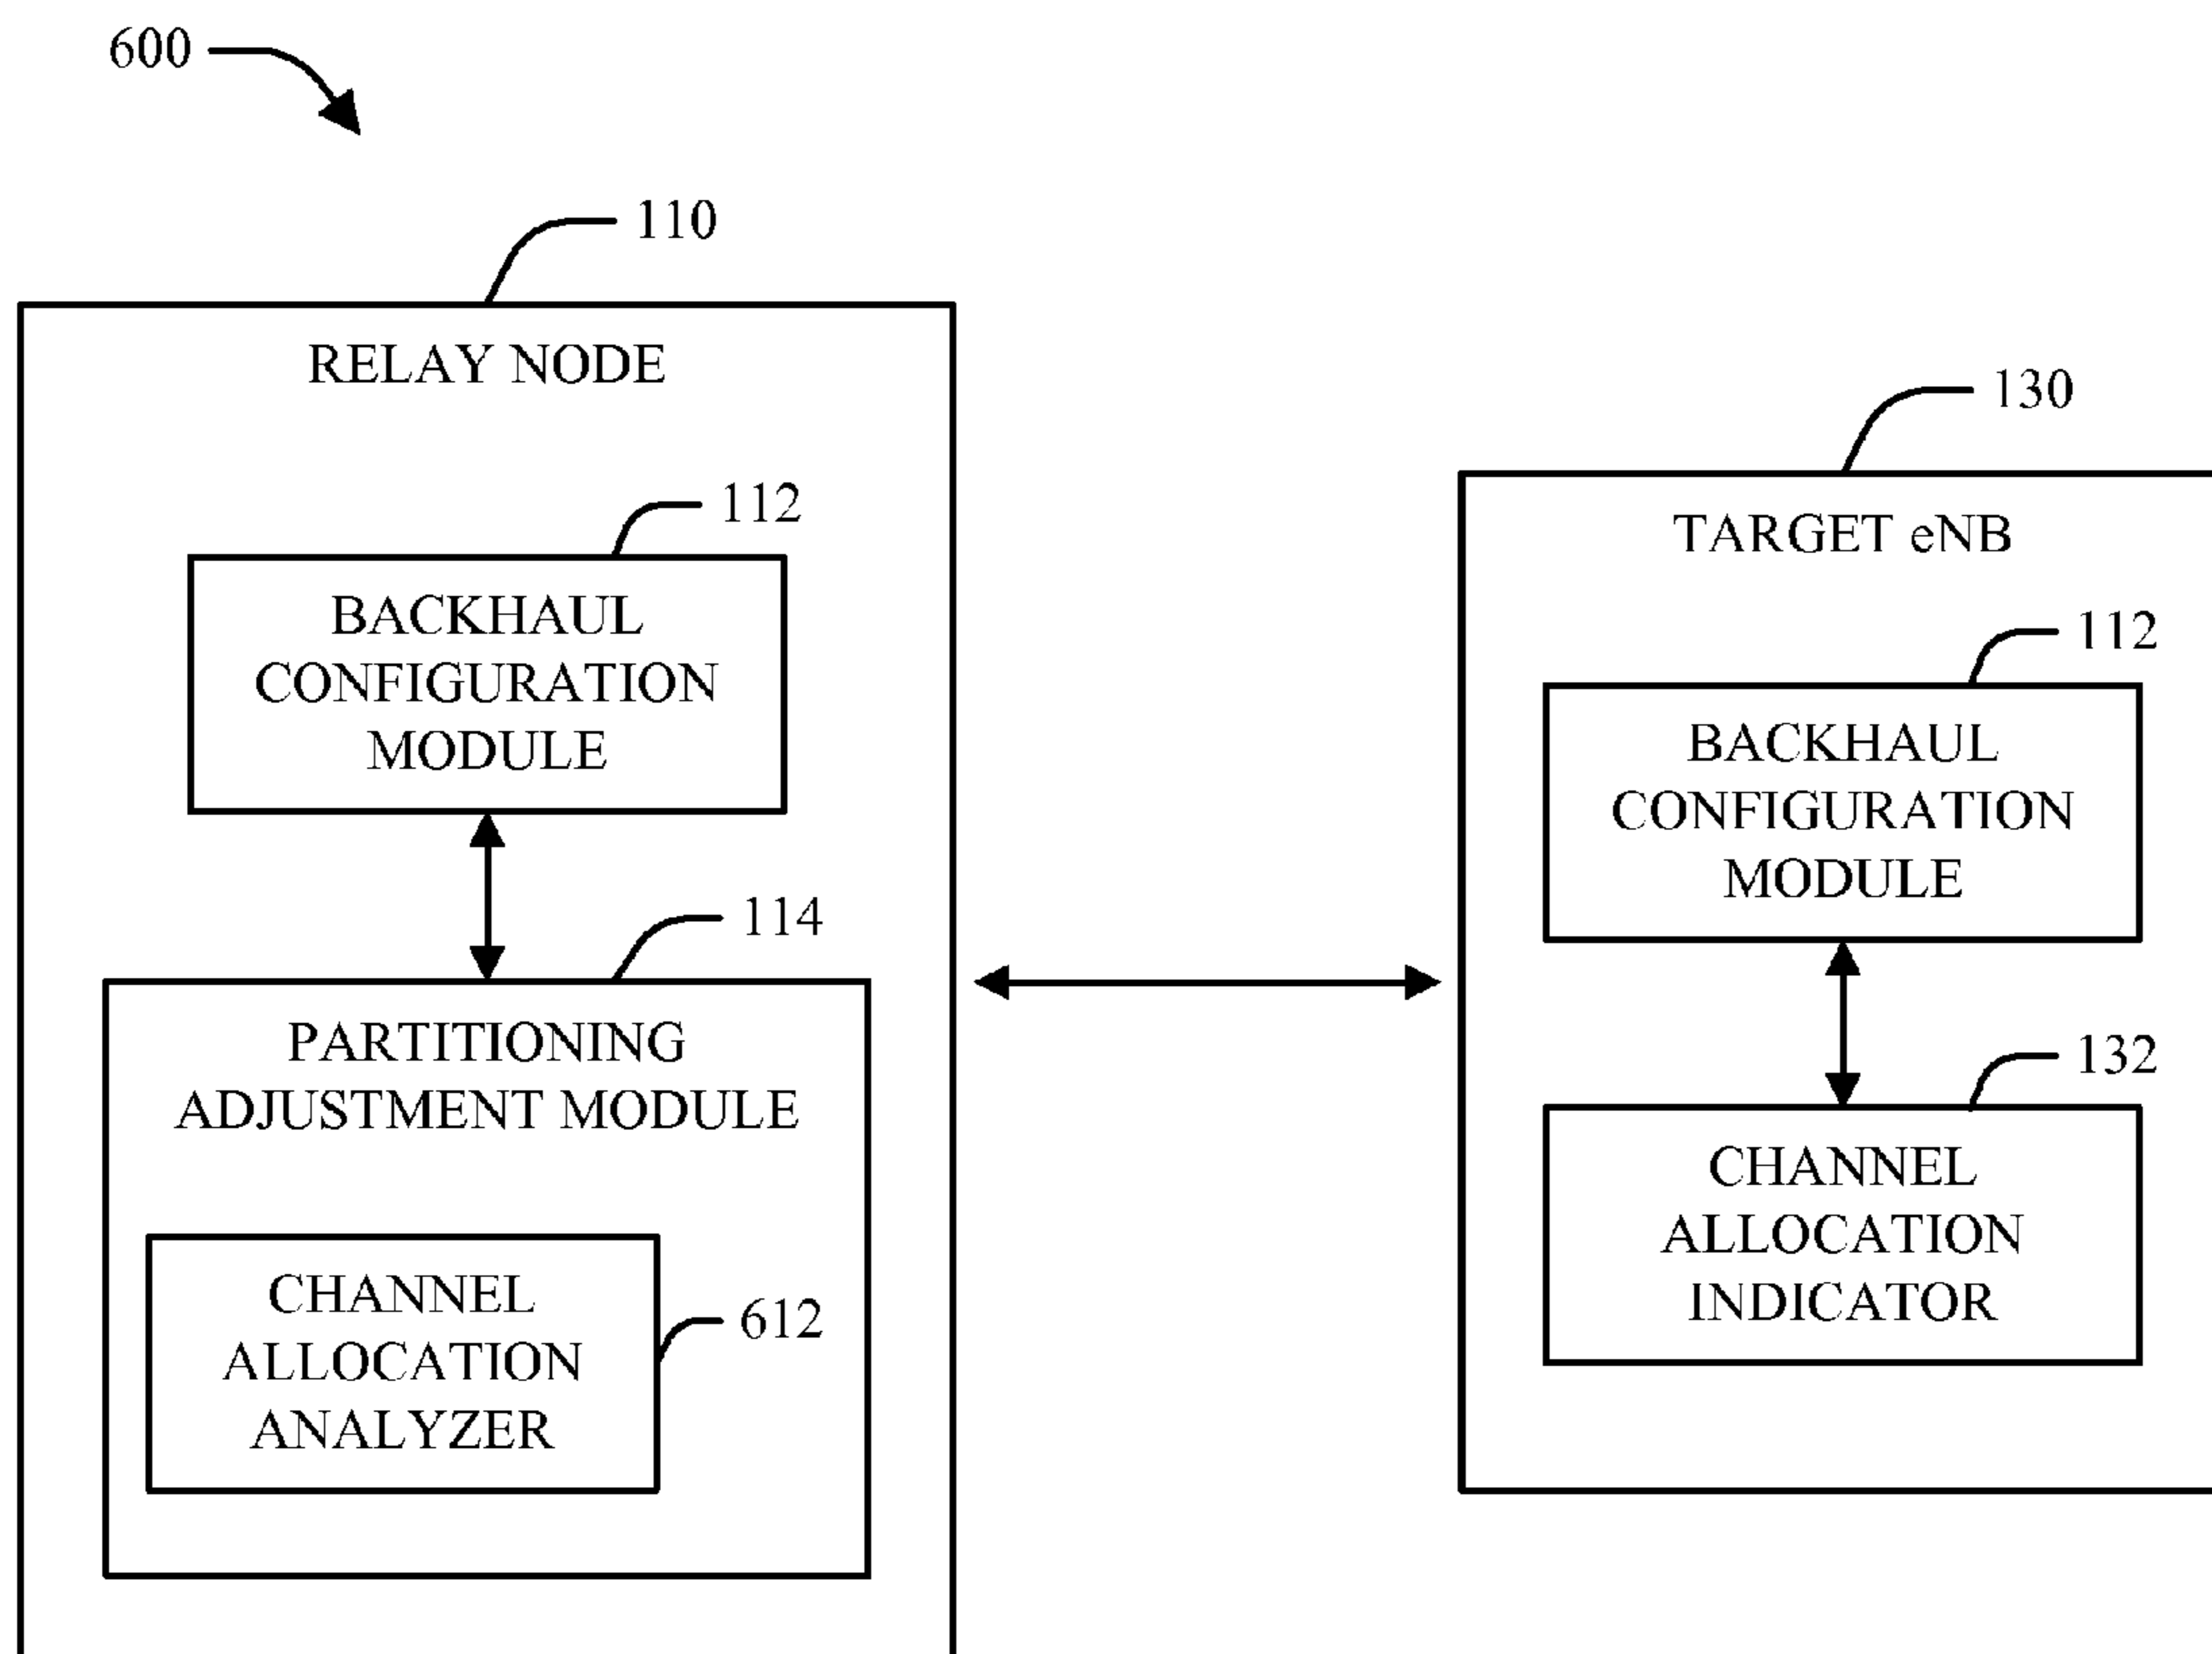 600
110
RELAY NODE
112
BACKHAUL
CONFIGURATION
MODULE
114
PARTITIONING
ADJUSTMENT MODULE
CHANNEL
ALLOCATION
ANALYZER
612
130
TARGET eNB
112
BACKHAUL
CONFIGURATION
MODULE
132
CHANNEL
ALLOCATION
INDICATOR